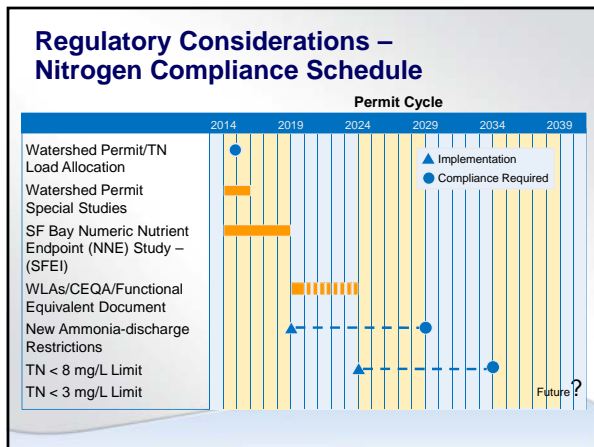 Regulatory Considerations –
Nitrogen Compliance Schedule
Permit Cycle
2014 2019 2024 2029 2034 2039
Watershed Permit/TN
Load Allocation
Implementation
Compliance Required
Watershed Permit
Special Studies
SF Bay Numeric Nutrient
Endpoint (NNE) Study –
(SFEI)
WLAs/CEQA/Functional
Equivalent Document
New Ammonia-discharge
Restrictions
TN < 8 mg/L Limit
TN < 3 mg/L Limit
Future?